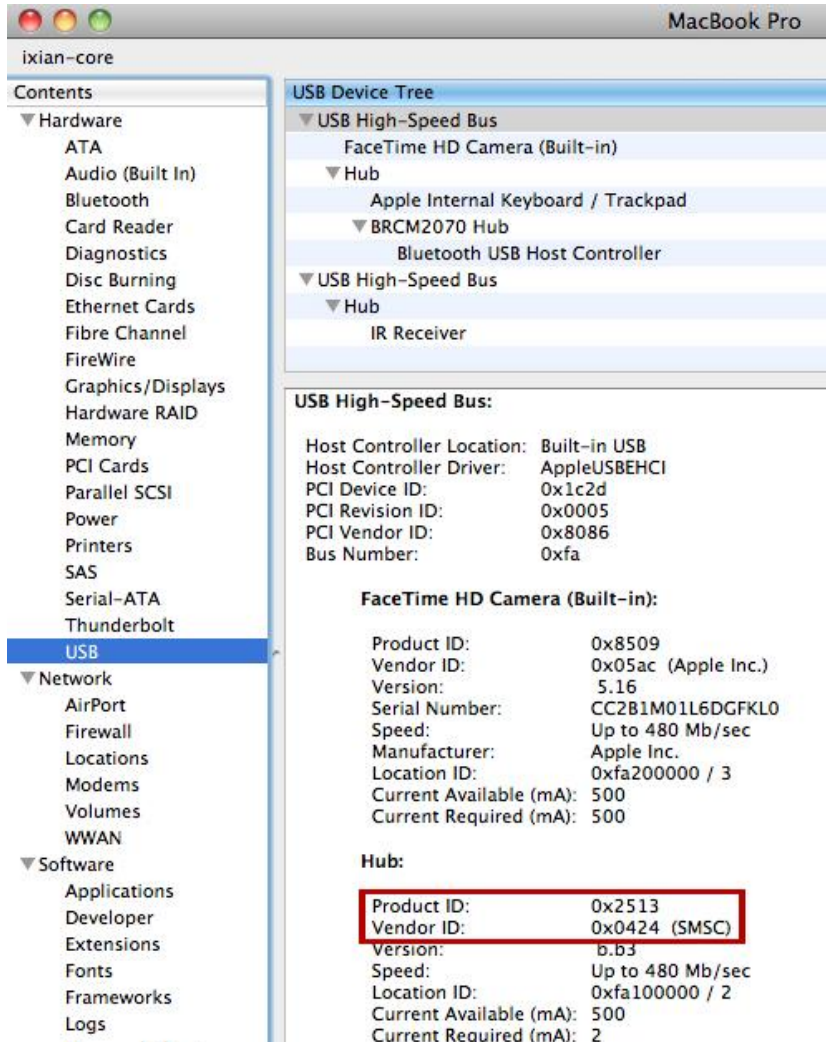 MacBook Pro
ixian-core
Contents
Hardware
ATA
Audio (Built In)
Bluetooth
Card Reader
Diagnostics
Disc Burning
Ethernet Cards
Fibre Channel
FireWire
Graphics/Displays
Hardware RAID
Memory
PCI Cards
Parallel SCSI
Power
Printers
SAS
Serial-ATA
Thunderbolt
USB
Network
AirPort
Firewall
Locations
Modems
Volumes
WWAN
Software
Applications
Developer
Extensions
Fonts
Frameworks
Logs
USB Device Tree
USB High-Speed Bus
FaceTime HD Camera (Built-in)
Hub
Apple Internal Keyboard / Trackpad
BRCM2070 Hub
Bluetooth USB Host Controller
USB High-Speed Bus
Hub
IR Receiver
USB High-Speed Bus:
Host Controller Location: Built-in USB
Host Controller Driver: AppleUSBEHCI
PCI Device ID: 0x1c2d
PCI Revision ID: 0x0005
PCI Vendor ID: 0x8086
Bus Number: 0xfa
FaceTime HD Camera (Built-in):
Product ID: 0x8509
Vendor ID: 0x05ac (Apple Inc.)
Version: 5.16
Serial Number: CC2B1M01L6DGFKL0
Speed: Up to 480 Mb/sec
Manufacturer: Apple Inc.
Location ID: 0xfa200000 / 3
Current Available (mA): 500
Current Required (mA): 500
Hub:
Product ID: 0x2513
Vendor ID: 0x0424 (SMSC)
Version: b.b3
Speed: Up to 480 Mb/sec
Location ID: 0xfa100000 / 2
Current Available (mA): 500
Current Required (mA): 2